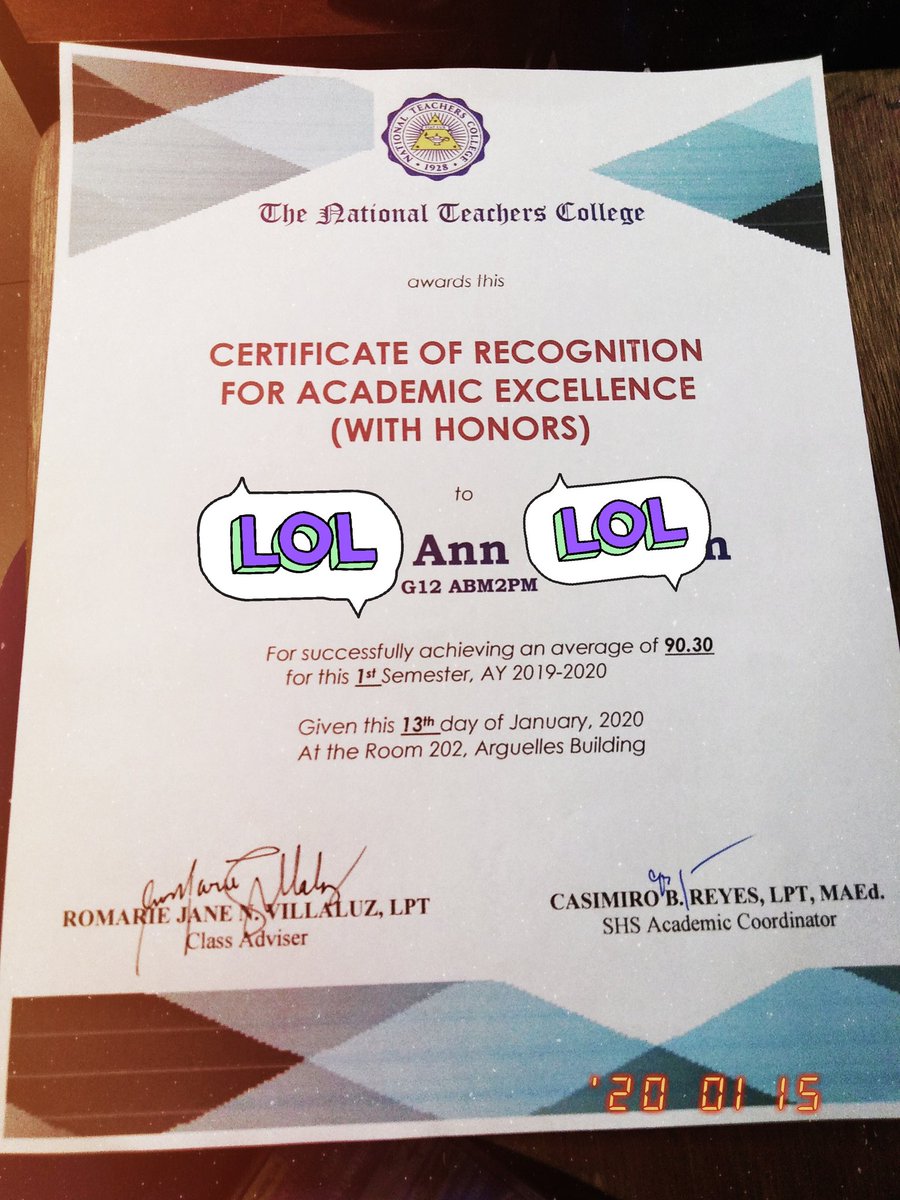 NATIONAL TEACHERS COLLEGE
1928
The National Teachers College
awards this
CERTIFICATE OF RECOGNITION
FOR ACADEMIC EXCELLENCE
(WITH HONORS)
to
LOL Ann LOL n
G12 ABM2PM
For successfully achieving an average of 90.30
for this 1st Semester, AY 2019-2020
Given this 13th day of January, 2020
At the Room 202, Arguelles Building
ROMARIE JANE N. VILLALUZ, LPT
Class Adviser
CASIMIRO B. REYES, LPT, MAEd.
SHS Academic Coordinator
'20 01 15